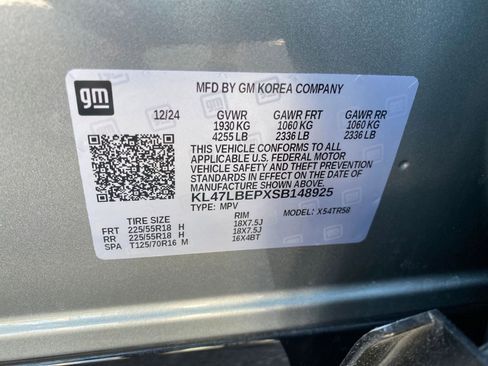 gm
MFD BY GM KOREA COMPANY
12/24 GVWR GAWR FRT GAWR RR
1930 KG 1060 KG 1060 KG
4255 LB 2336 LB 2336 LB
THIS VEHICLE CONFORMS TO ALL
APPLICABLE U.S. FEDERAL MOTOR
VEHICLE SAFETY AND THEFT PREVENTION
STANDARDS IN EFFECT ON THE DATE OF
MANUFACTURE SHOWN ABOVE.
KL47LBEPXSB148925
TYPE: MPV MODEL: X54TR58
TIRE SIZE RIM
FRT 225/55R18 H 18X7.5J
RR 225/55R18 H 18X7.5J
SPA T125/70R16 M 16X4BT